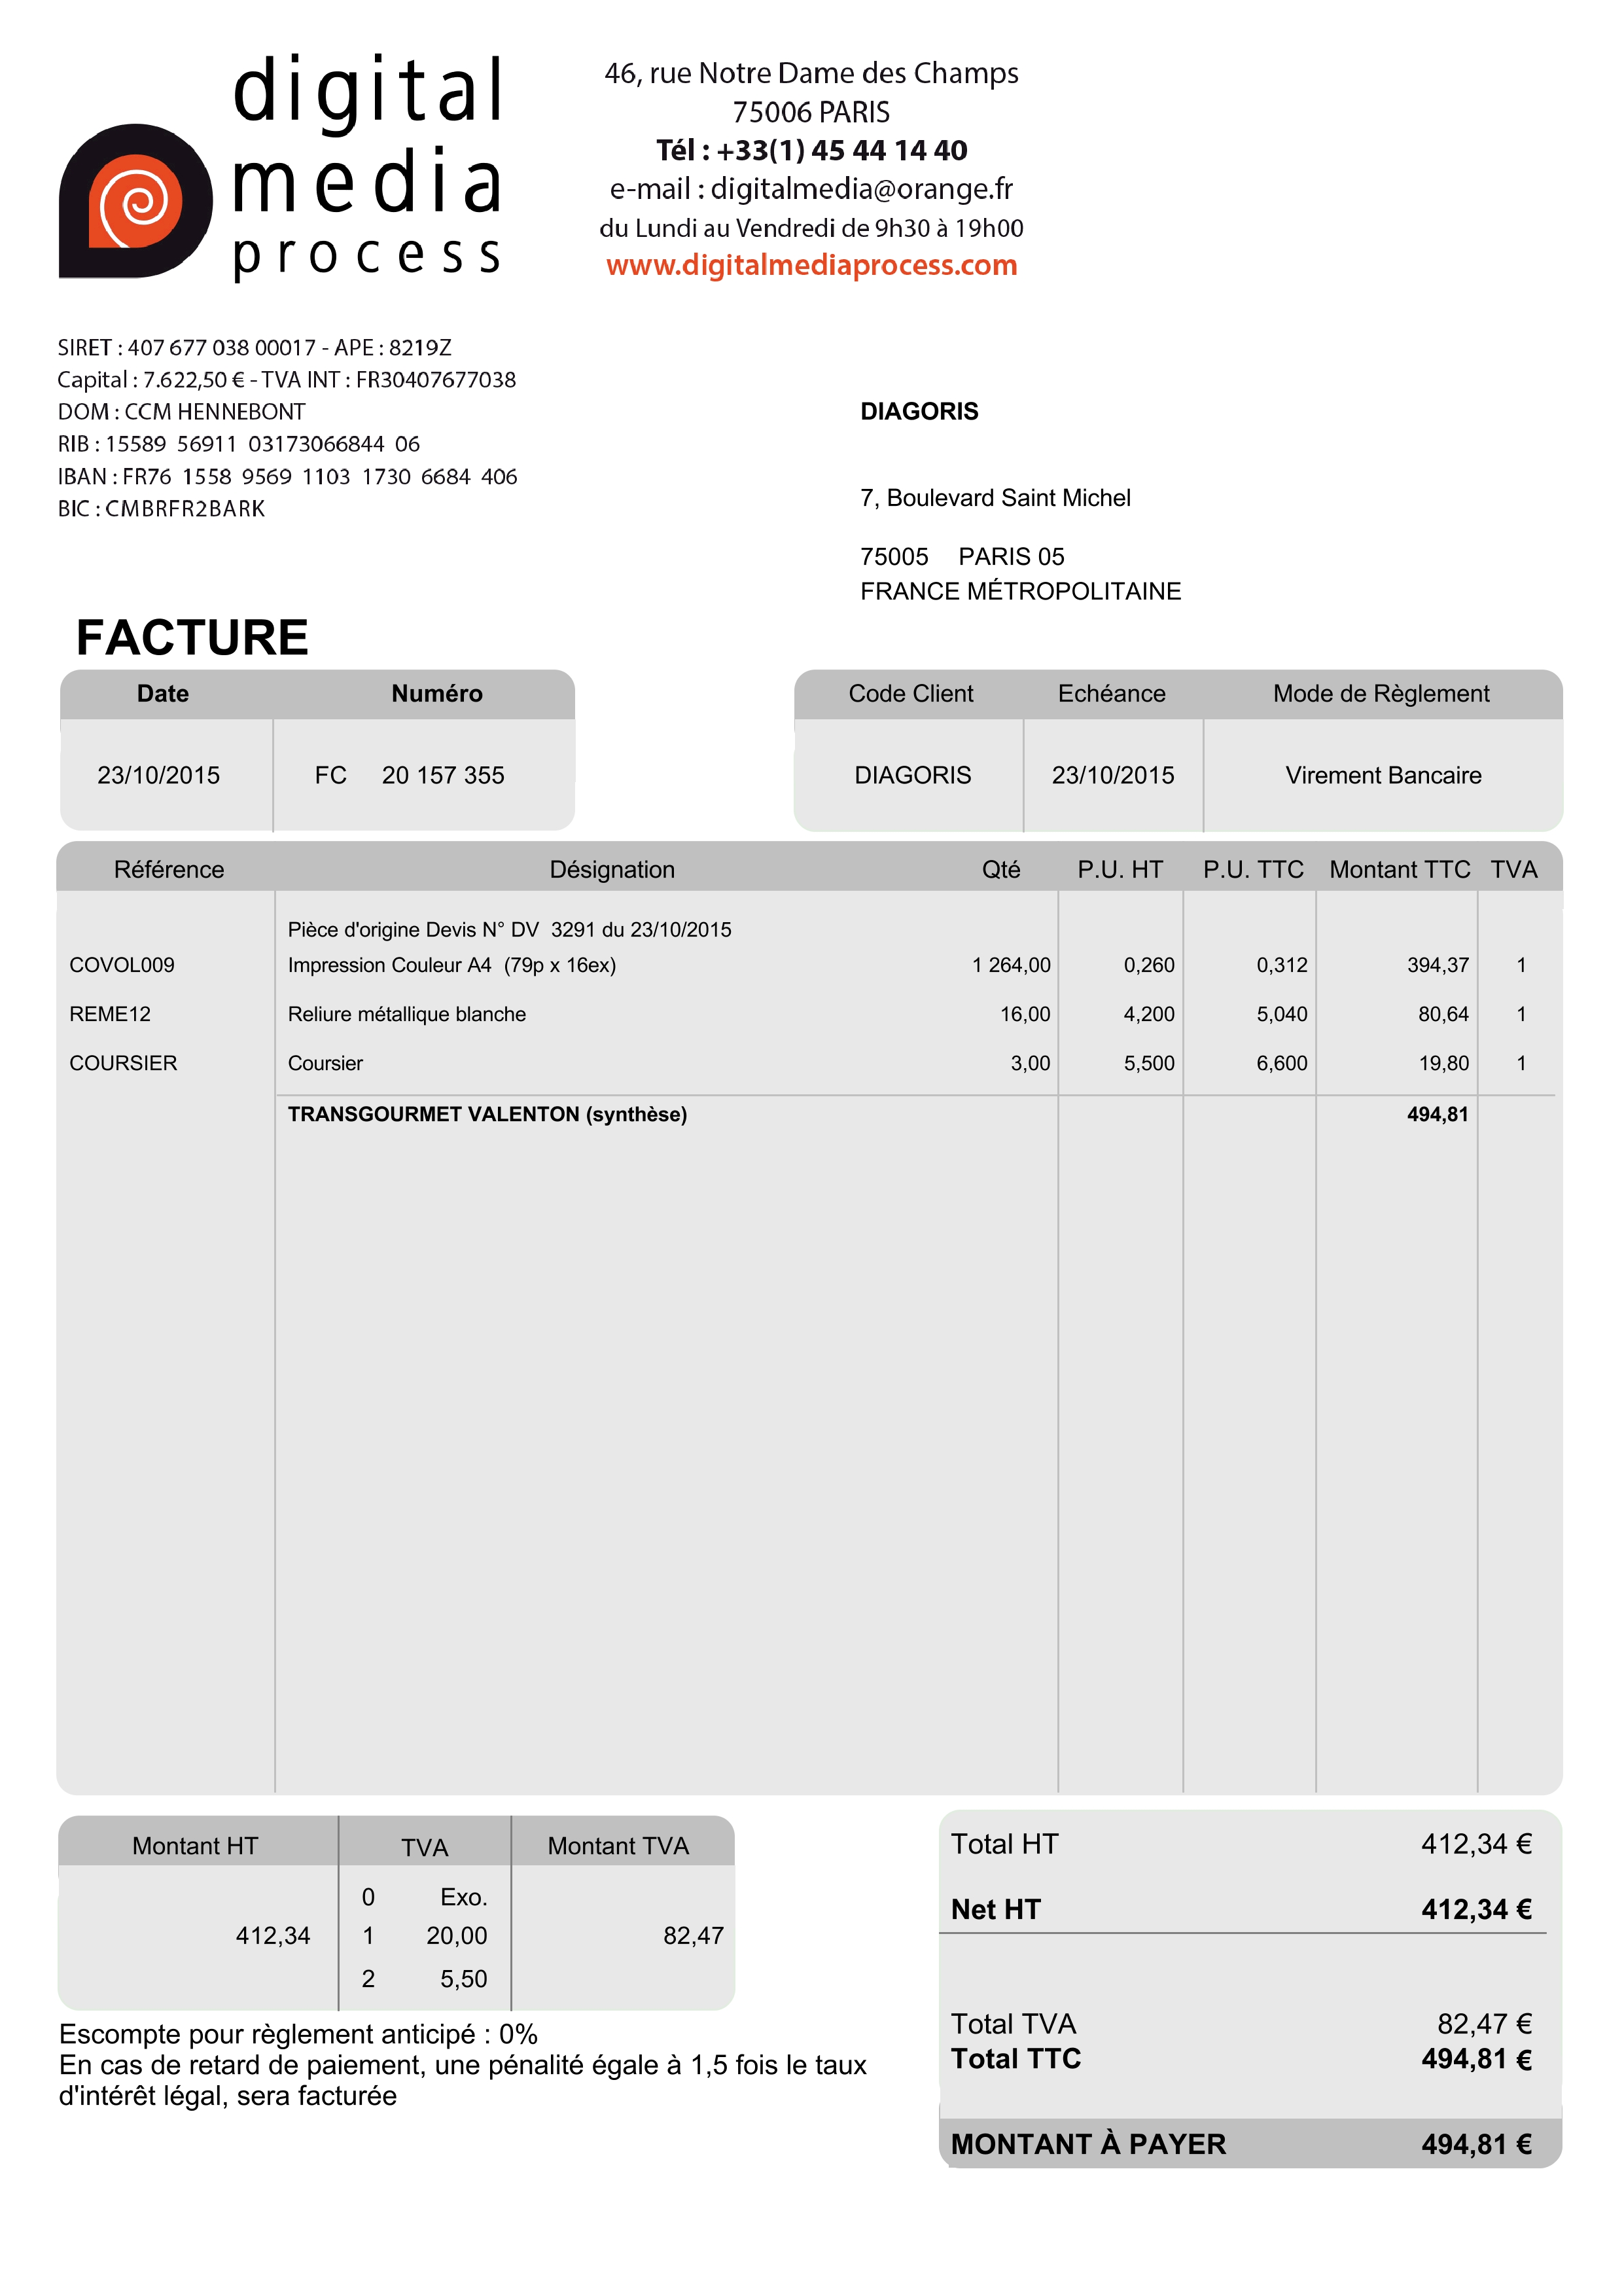 digital
media
process
46, rue Notre Dame des Champs
75006 PARIS
Tél : +33(1) 45 44 14 40
e-mail : digitalmedia@orange.fr
du Lundi au Vendredi de 9h30 à 19h00
www.digitalmediaprocess.com
SIRET : 407 677 038 00017 - APE : 8219Z
Capital : 7.622,50 € - TVA INT : FR30407677038
DOM : CCM HENNEBONT
RIB : 15589 56911 03173066844 06
IBAN : FR76 1558 9569 1103 1730 6684 406
BIC : CMBRFR2BARK
DIAGORIS
7, Boulevard Saint Michel
75005 PARIS 05
FRANCE MÉTROPOLITAINE
FACTURE
Date Numéro
23/10/2015 FC 20 157 355
Code Client Echéance Mode de Règlement
DIAGORIS 23/10/2015 Virement Bancaire
Référence Désignation Qté P.U. HT P.U. TTC Montant TTC TVA
Pièce d'origine Devis N° DV 3291 du 23/10/2015
COVOL009 Impression Couleur A4 (79p x 16ex) 1 264,00 0,260 0,312 394,37 1
REME12 Reliure métallique blanche 16,00 4,200 5,040 80,64 1
COURSIER Coursier 3,00 5,500 6,600 19,80 1
TRANSGOURMET VALENTON (synthèse) 494,81
Montant HT TVA Montant TVA
0 Exo.
412,34 1 20,00 82,47
2 5,50
Escompte pour règlement anticipé : 0%
En cas de retard de paiement, une pénalité égale à 1,5 fois le taux
d'intérêt légal, sera facturée
Total HT 412,34 €
Net HT 412,34 €
Total TVA 82,47 €
Total TTC 494,81 €
MONTANT À PAYER 494,81 €